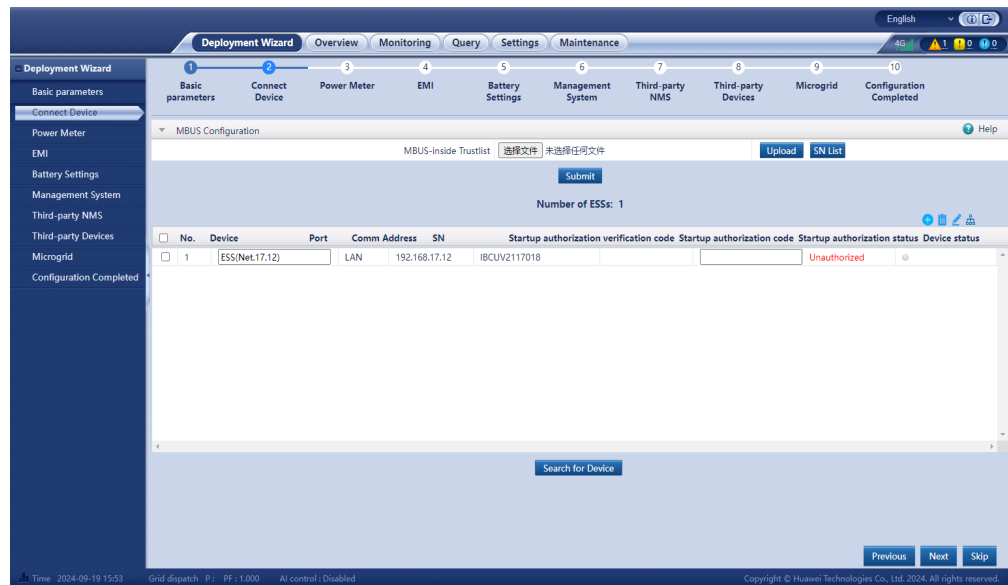 English
Deployment Wizard Overview Monitoring Query Settings Maintenance
4G 1 0 0
Deployment Wizard
Basic parameters
Connect Device
Power Meter
EMI
Battery Settings
Management System
Third-party NMS
Third-party Devices
Microgrid
Configuration Completed
1 2 3 4 5 6 7 8 9 10
Basic parameters
Connect Device
Power Meter
EMI
Battery Settings
Management System
Third-party NMS
Third-party Devices
Microgrid
Configuration Completed
MBUS Configuration Help
MBUS-inside Trustlist 选择文件 未选择任何文件 Upload SN List
Submit
Number of ESSs: 1
No. Device Port Comm Address SN Startup authorization verification code Startup authorization code Startup authorization status Device status
1 ESS(Net.17.12) LAN 192.168.17.12 IBCUV2117018 Unauthorized
Search for Device
Previous Next Skip
Time 2024-09-19 15:53 Grid dispatch P : PF : 1.000 AI control : Disabled Copyright © Huawei Technologies Co., Ltd. 2024. All rights reserved.